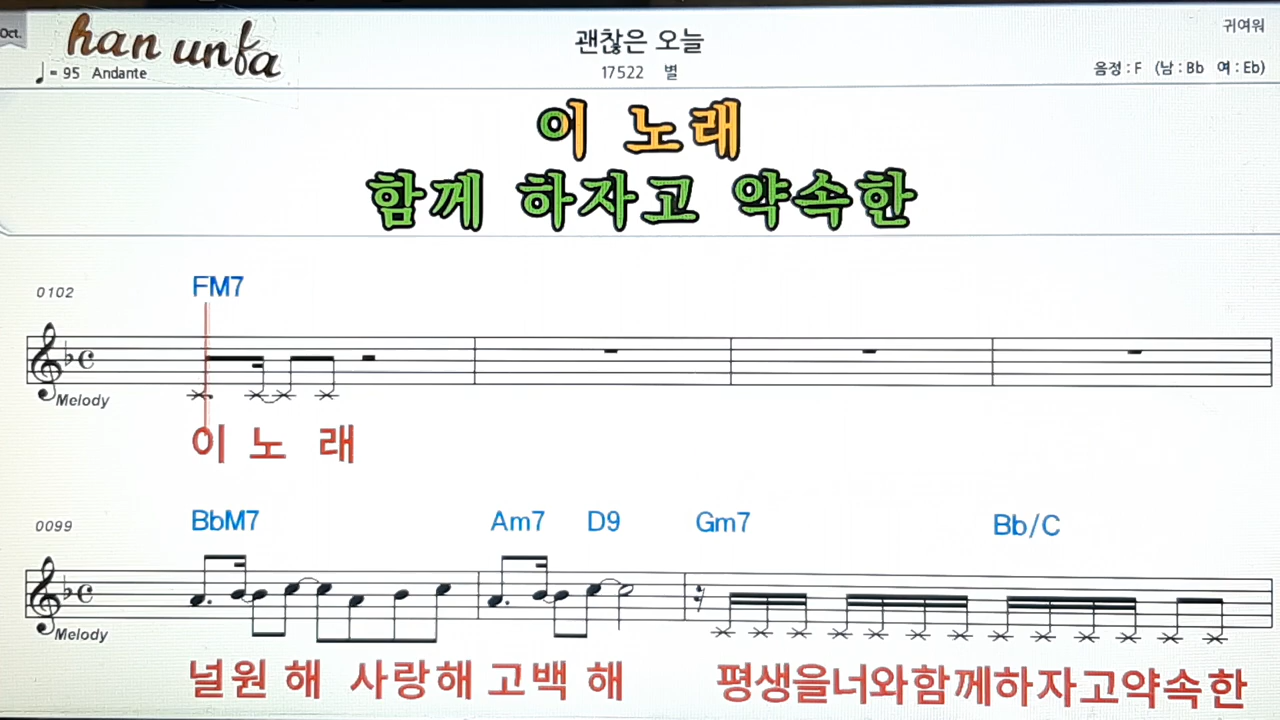 Oct.
han unfa
괜찮은 오늘
귀여워
♩= 95 Andante
17522 별
음정 : F (남 : Bb 여 : Eb)
이 노래
함께 하자고 약속한
0102
FM7
Melody
이 노 래
0099
BbM7 Am7 D9 Gm7 Bb/C
Melody
널원 해 사랑해 고백 해 평생을너와함께하자고약속한